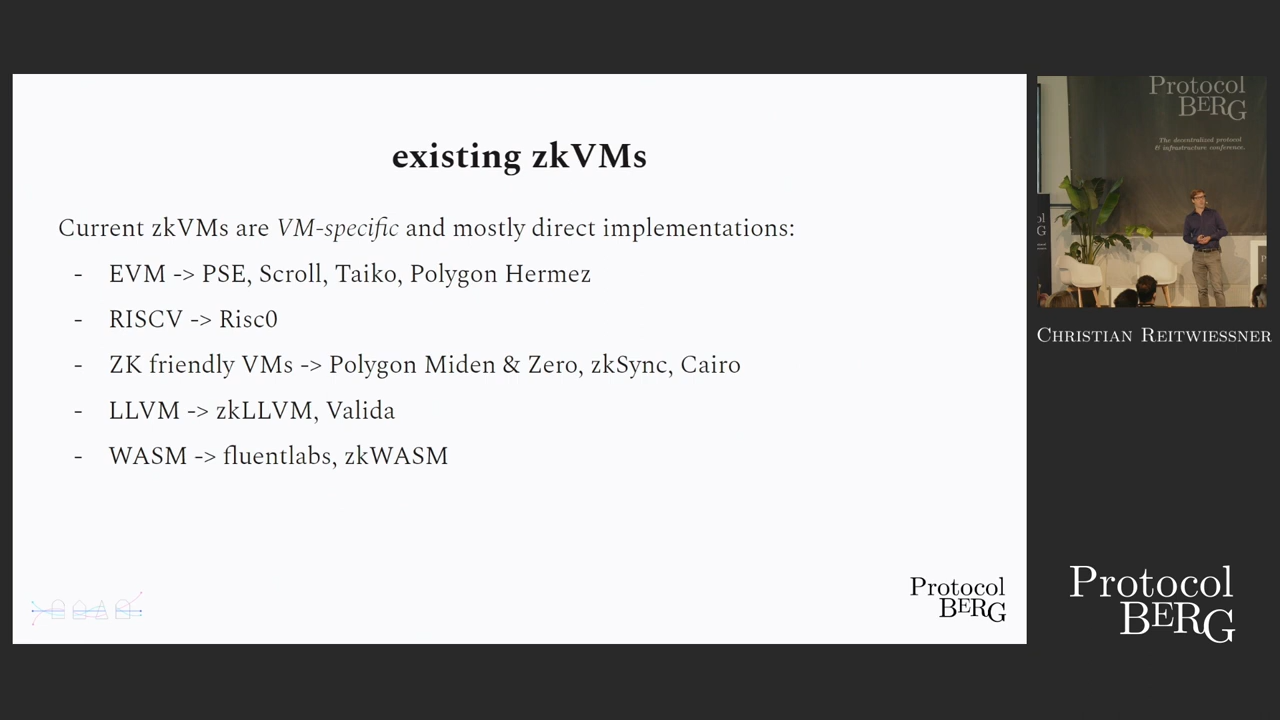 existing zkVMs
Current zkVMs are VM-specific and mostly direct implementations:
- EVM -> PSE, Scroll, Taiko, Polygon Hermez
- RISCV -> Risc0
- ZK friendly VMs -> Polygon Miden & Zero, zkSync, Cairo
- LLVM -> zkLLVM, Valida
- WASM -> fluentlabs, zkWASM
Protocol
BERG
Protocol
BERG
The decentralized protocol
& infrastructure conference.
CHRISTIAN REITWIESSNER
Protocol
BERG